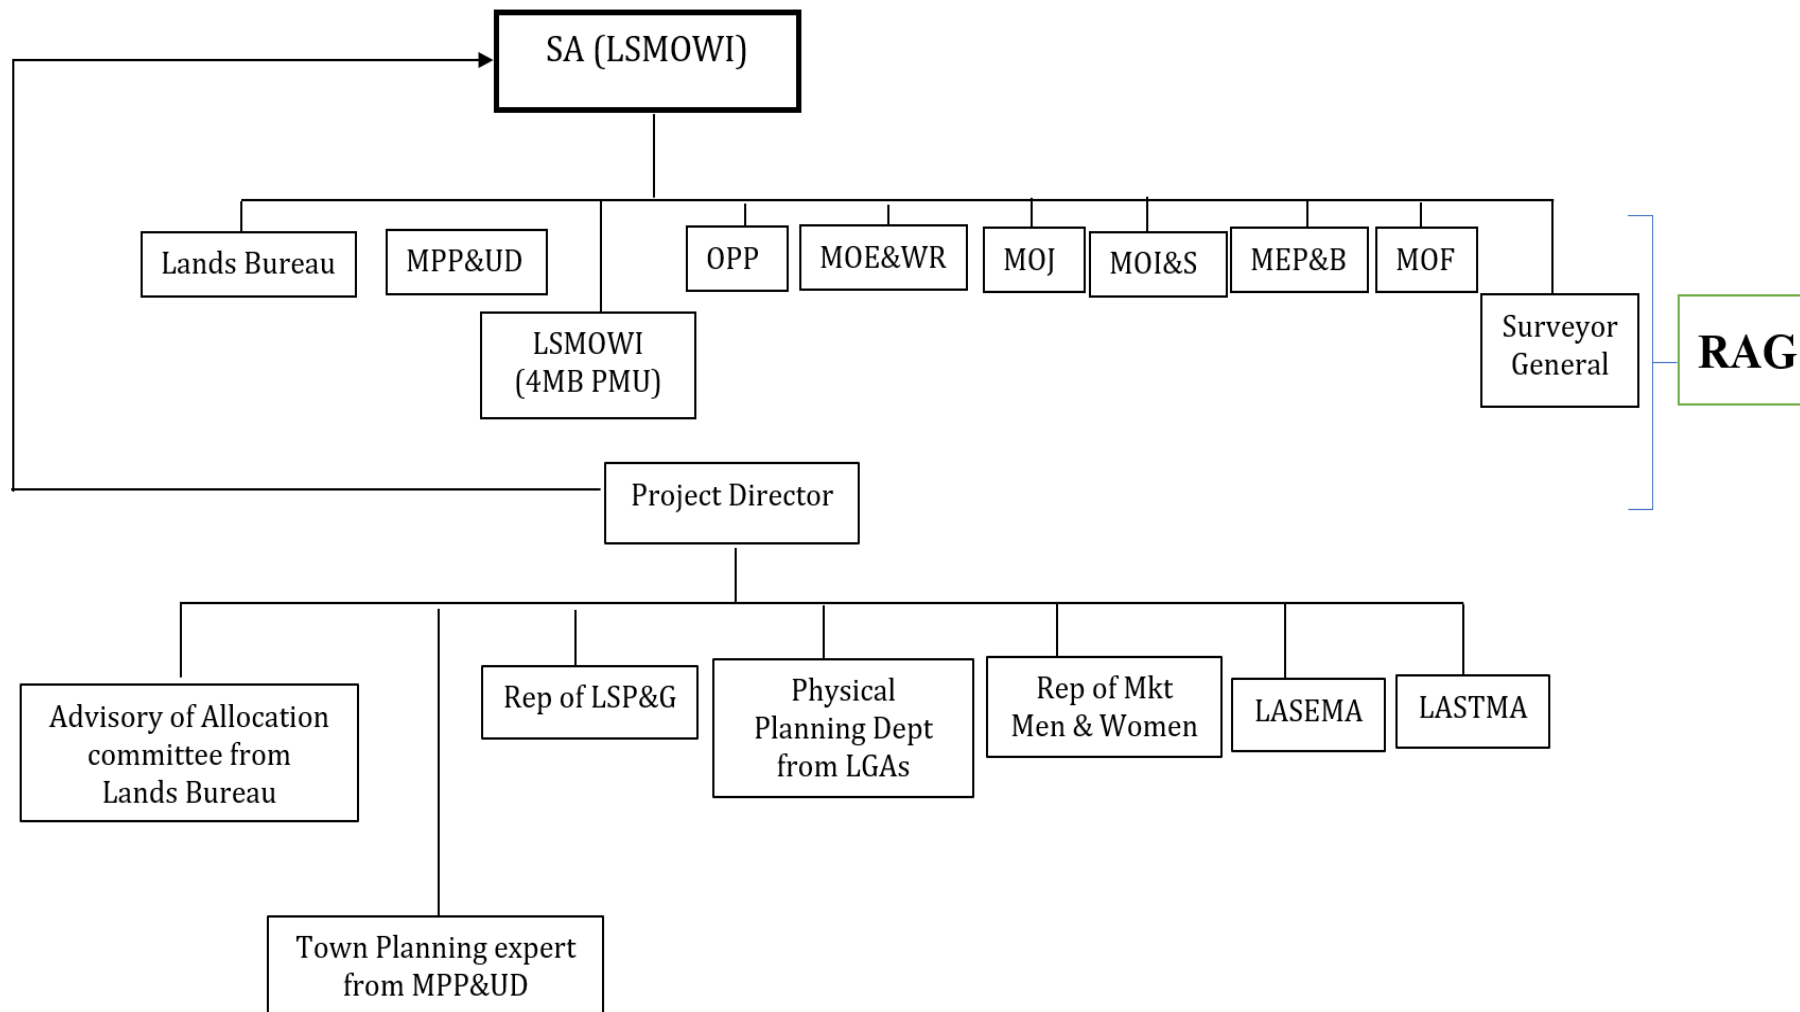 SA (LSMOWI)
Lands Bureau
MPP&UD
OPP
MOE&WR
MOJ
MOI&S
MEP&B
MOF
LSMOWI
(4MB PMU)
Surveyor
General
RAG
Project Director
Advisory of Allocation
committee from
Lands Bureau
Rep of LSP&G
Physical
Planning Dept
from LGAs
Rep of Mkt
Men & Women
LASEMA
LASTMA
Town Planning expert
from MPP&UD